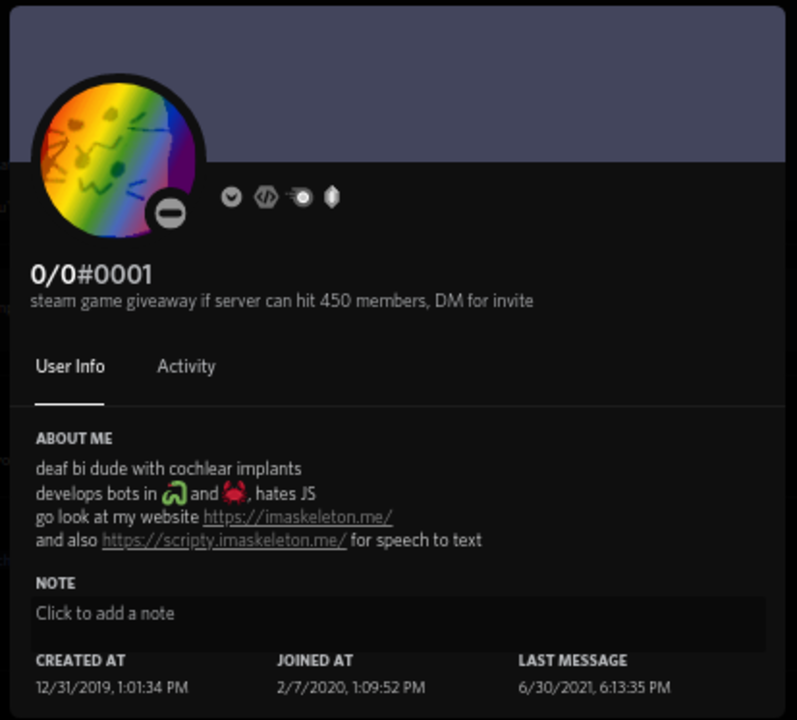 0/0#0001
steam game giveaway if server can hit 450 members, DM for invite
User Info Activity
ABOUT ME
deaf bi dude with cochlear implants
develops bots in 🐍 and 🦀, hates JS
go look at my website https://imaskeleton.me/
and also https://scripty.imaskeleton.me/ for speech to text
NOTE
Click to add a note
CREATED AT JOINED AT LAST MESSAGE
12/31/2019, 1:01:34 PM 2/7/2020, 1:09:52 PM 6/30/2021, 6:13:35 PM